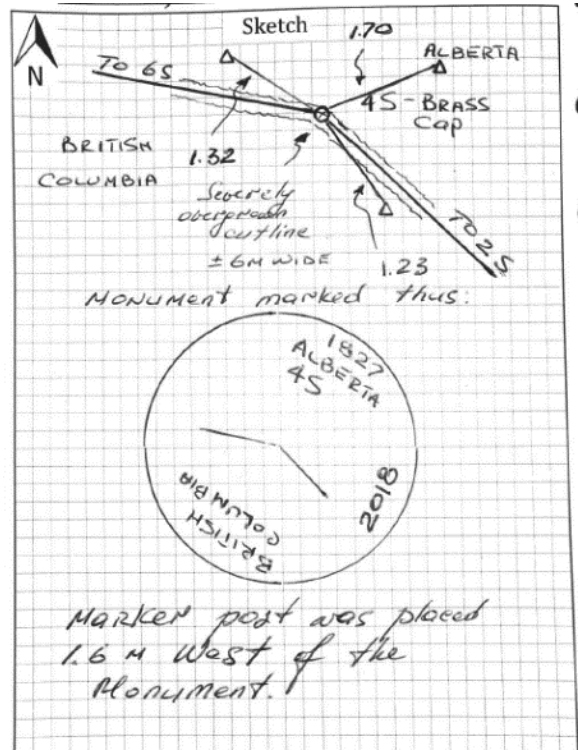 Sketch
N
TO 6S
1.70
ALBERTA
4S - BRASS
Cap
BRITISH
COLUMBIA
1.32
Severely
overgrown
cutline
± 6M WIDE
1.23
TO 2S
MONUMENT marked thus:
1827
ALBERTA
4S
2018
BRITISH
COLUMBIA
Marker post was placed
1.6 M West of the
Monument.